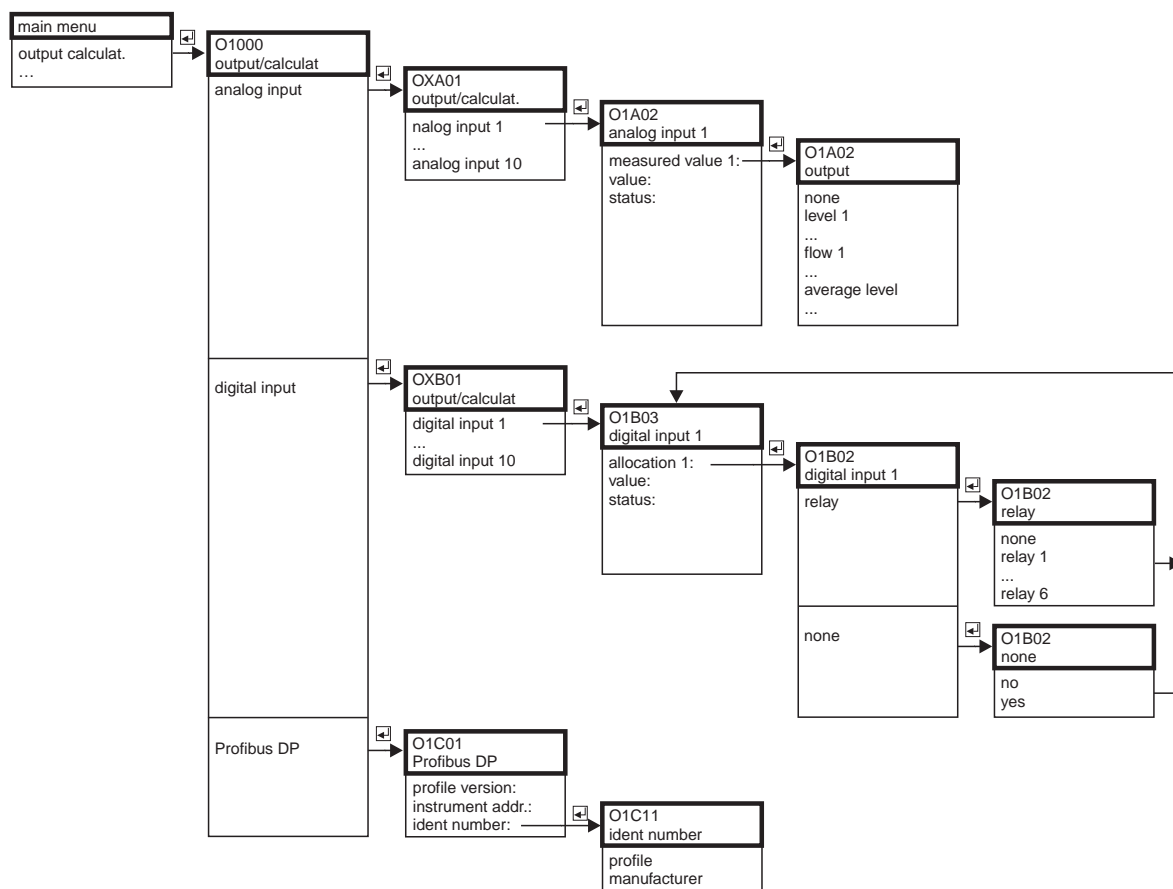 main menu
output calculat.
...
O1000
output/calculat
analog input
OXA01
output/calculat.
nalog input 1
...
analog input 10
O1A02
analog input 1
measured value 1:
value:
status:
O1A02
output
none
level 1
...
flow 1
...
average level
...
digital input
OXB01
output/calculat
digital input 1
...
digital input 10
O1B03
digital input 1
allocation 1:
value:
status:
O1B02
digital input 1
relay
none
O1B02
relay
none
relay 1
...
relay 6
O1B02
none
no
yes
Profibus DP
O1C01
Profibus DP
profile version:
instrument addr.:
ident number:
O1C11
ident number
profile
manufacturer